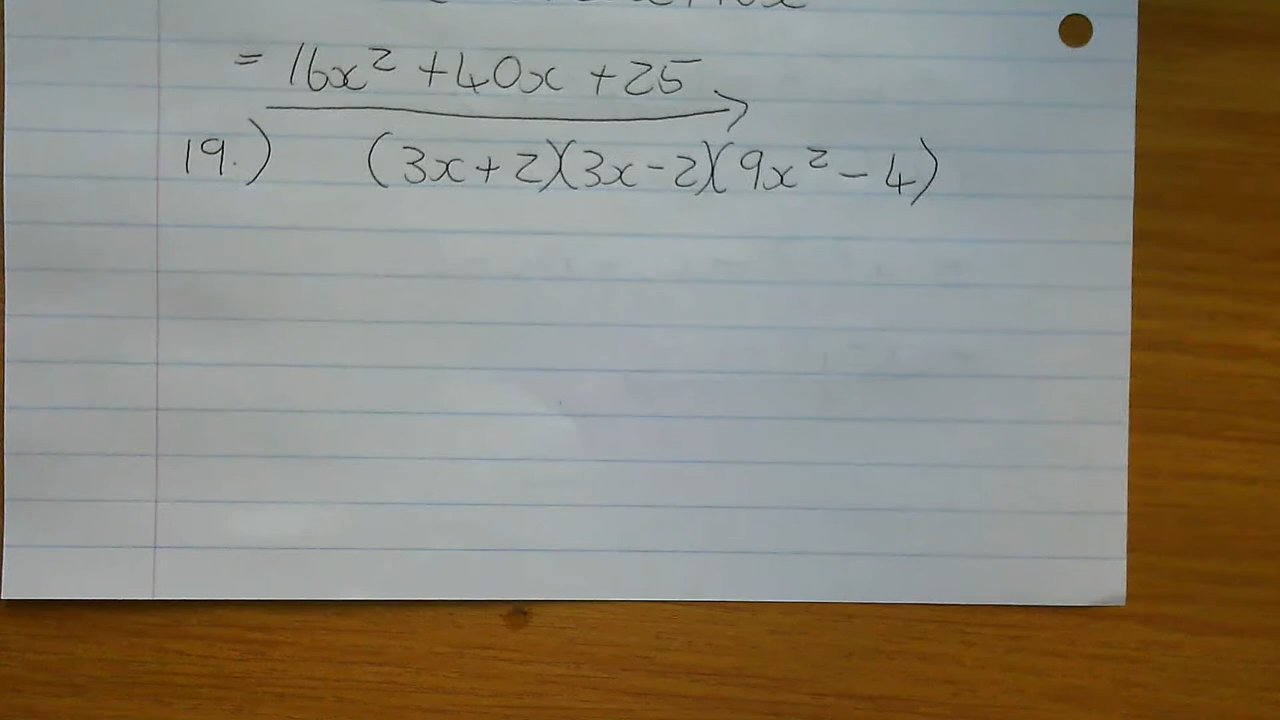 = 16x² + 40x + 25
19.) (3x + 2)(3x - 2)(9x² - 4)